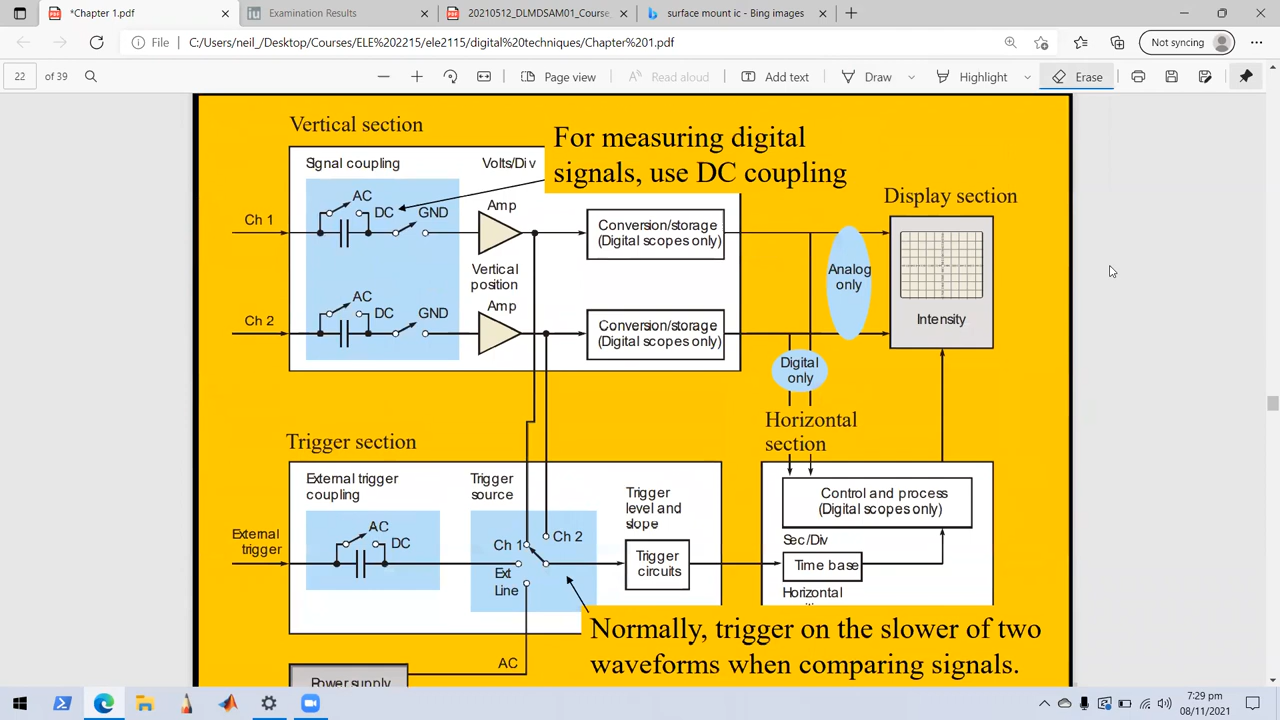 *Chapter 1.pdf
Examination Results
20210512_DLMDSAM01_Course_
surface mount ic - Bing images
File
C:/Users/neil_/Desktop/Courses/ELE%202215/ele2115/digital%20techniques/Chapter%201.pdf
Not syncing
22 of 39
Page view
Read aloud
Add text
Draw
Highlight
Erase
Vertical section
For measuring digital
signals, use DC coupling
Signal coupling
Volts/Div
Display section
AC
DC
GND
Amp
Ch 1
Conversion/storage
(Digital scopes only)
Vertical
position
Analog
only
AC
DC
GND
Amp
Ch 2
Conversion/storage
(Digital scopes only)
Intensity
Digital
only
Horizontal
section
Trigger section
External trigger
coupling
Trigger
source
Trigger
level and
slope
Control and process
(Digital scopes only)
External
trigger
AC
DC
Ch 1
Ch 2
Ext
Line
Trigger
circuits
Sec/Div
Time base
Horizontal
Normally, trigger on the slower of two
waveforms when comparing signals.
AC
Power supply
7:29 pm
08/11/2021